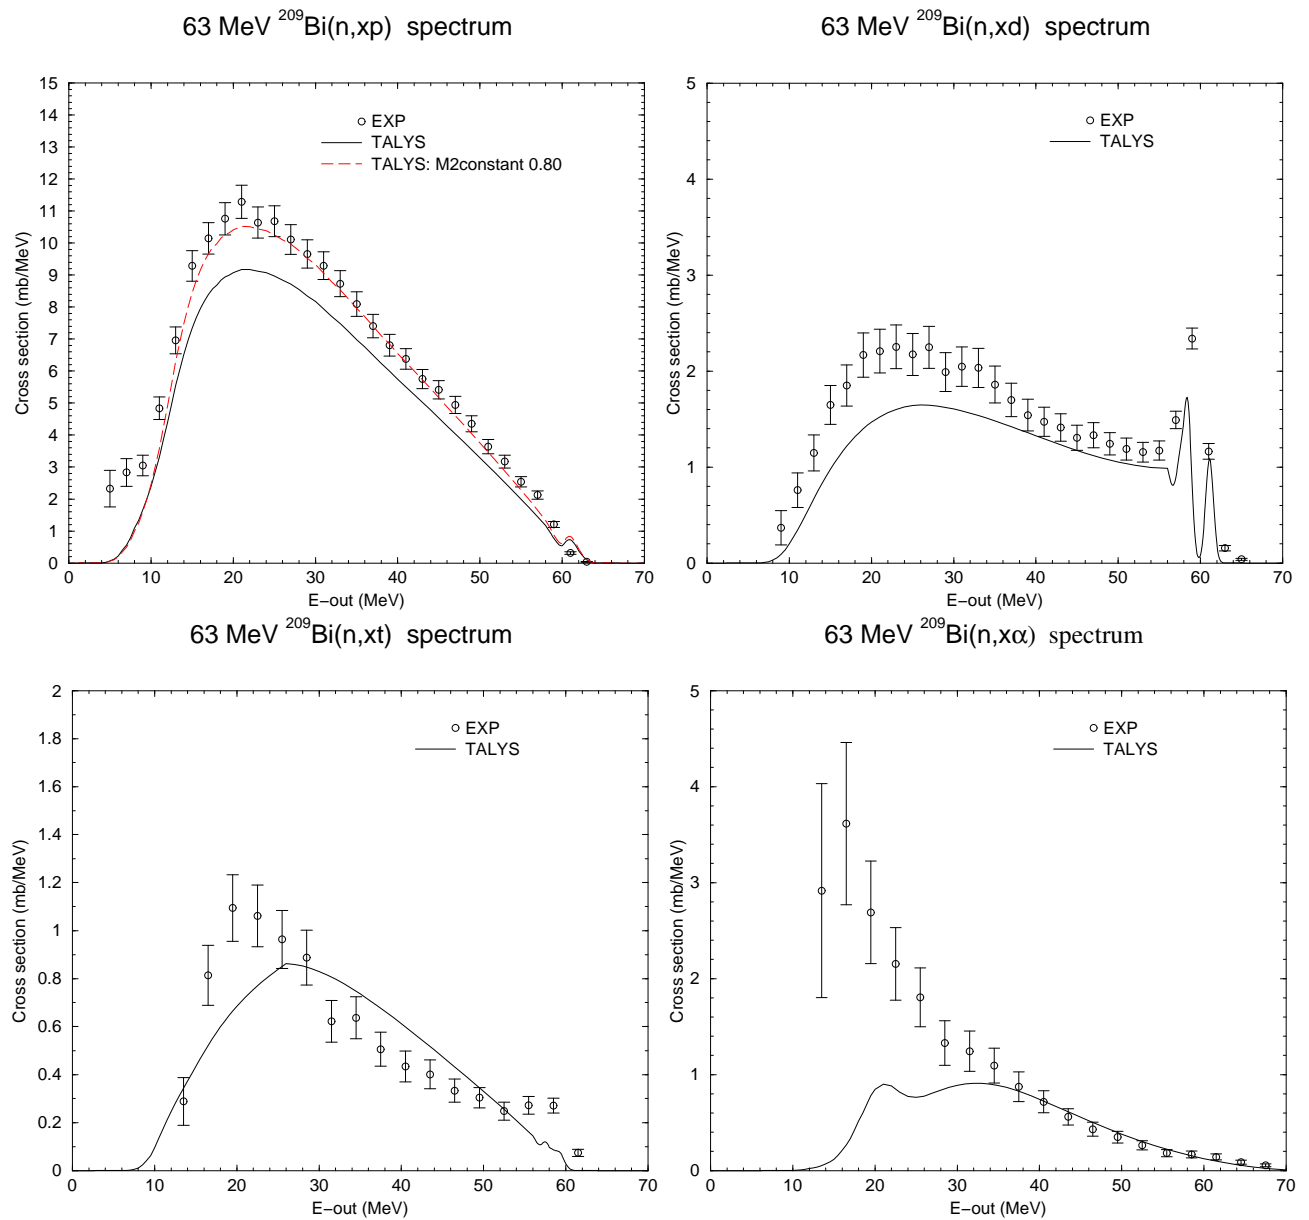 63 MeV ²⁰⁹Bi(n,xp) spectrum
15
14
13
12
11
10
9
8
7
6
5
4
3
2
1
0
Cross section (mb/MeV)
EXP
TALYS
TALYS: M2constant 0.80
0 10 20 30 40 50 60 70
E−out (MeV)
63 MeV ²⁰⁹Bi(n,xd) spectrum
5
4
3
2
1
0
Cross section (mb/MeV)
EXP
TALYS
0 10 20 30 40 50 60 70
E−out (MeV)
63 MeV ²⁰⁹Bi(n,xt) spectrum
2
1.8
1.6
1.4
1.2
1
0.8
0.6
0.4
0.2
0
Cross section (mb/MeV)
EXP
TALYS
0 10 20 30 40 50 60 70
E−out (MeV)
63 MeV ²⁰⁹Bi(n,xα) spectrum
5
4
3
2
1
0
Cross section (mb/MeV)
EXP
TALYS
0 10 20 30 40 50 60 70
E−out (MeV)